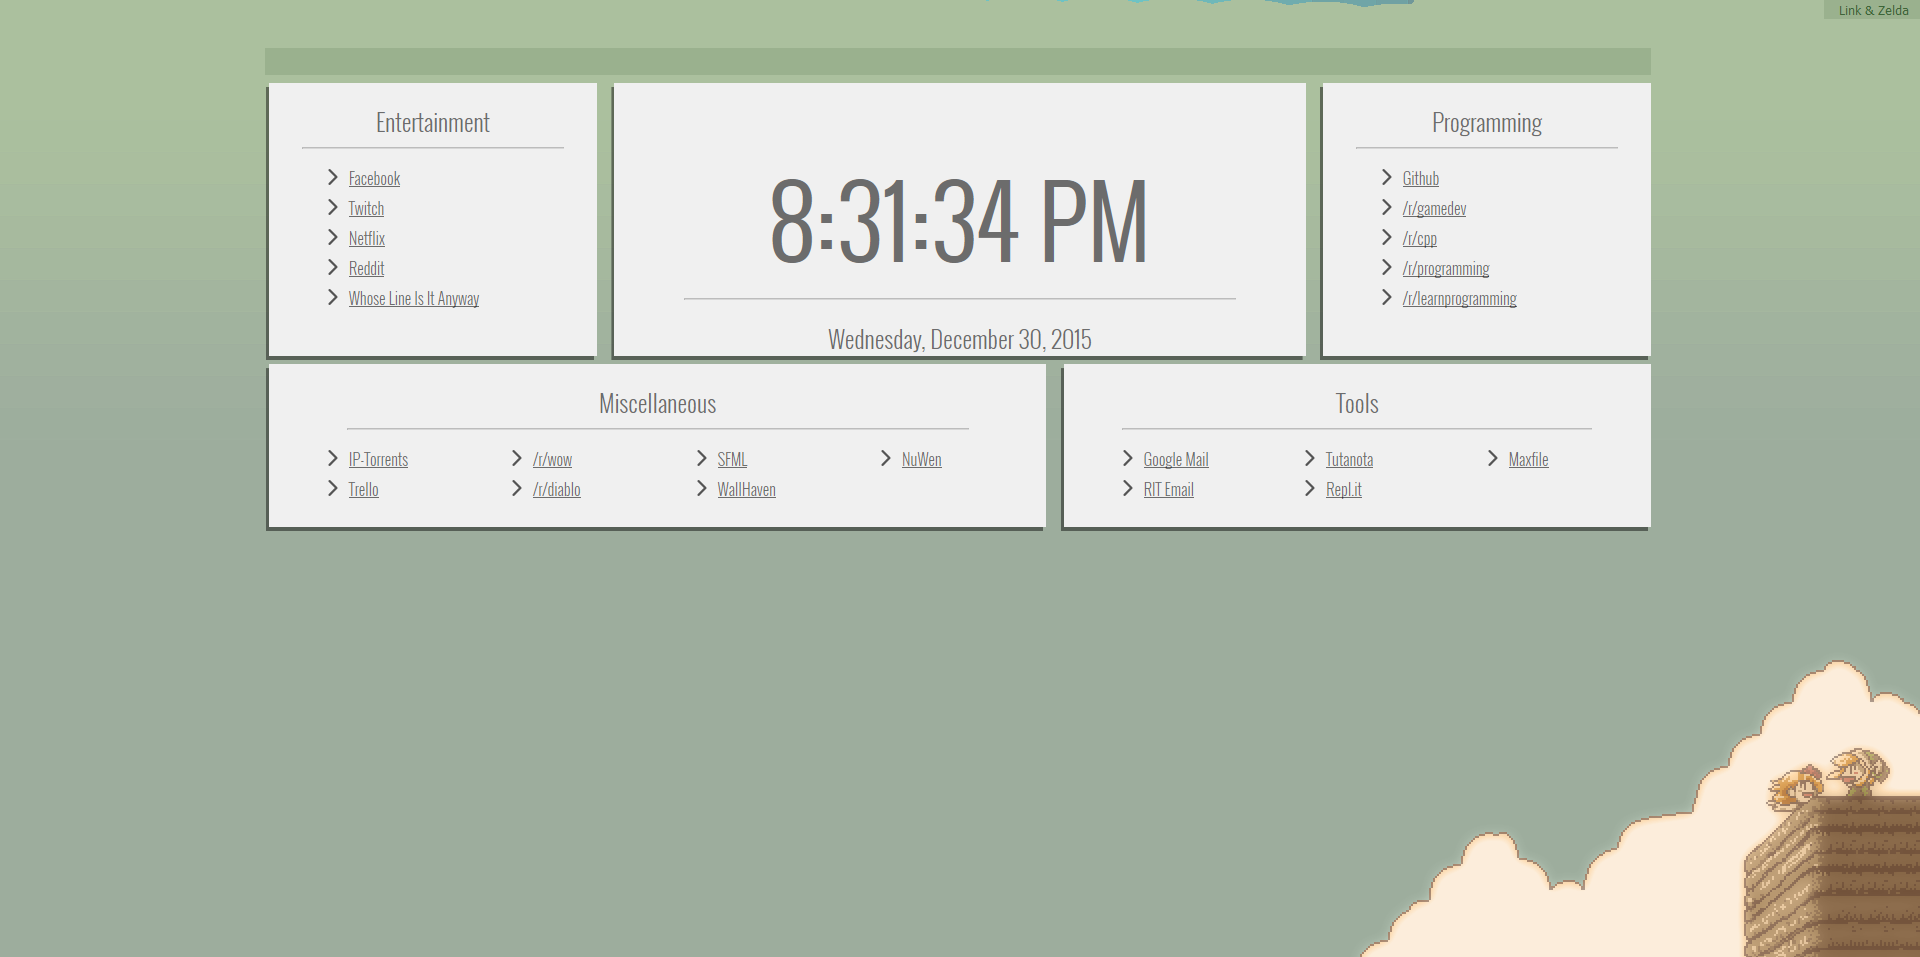 Link & Zelda
Entertainment
Facebook
Twitch
Netflix
Reddit
Whose Line Is It Anyway
8:31:34 PM
Wednesday, December 30, 2015
Programming
Github
/r/gamedev
/r/cpp
/r/programming
/r/learnprogramming
Miscellaneous
IP-Torrents
Trello
/r/wow
/r/diablo
SFML
WallHaven
NuWen
Tools
Google Mail
RIT Email
Tutanota
Repl.it
Maxfile